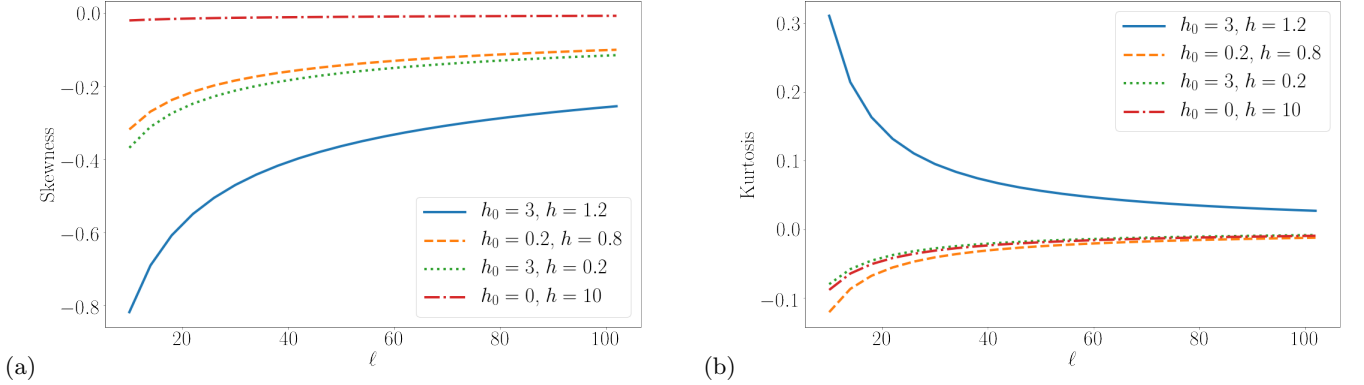 0.0
−0.2
−0.4
−0.6
−0.8
Skewness
20
40
60
80
100
ℓ
h₀ = 3, h = 1.2
h₀ = 0.2, h = 0.8
h₀ = 3, h = 0.2
h₀ = 0, h = 10
(a)
0.3
0.2
0.1
0.0
−0.1
Kurtosis
20
40
60
80
100
ℓ
h₀ = 3, h = 1.2
h₀ = 0.2, h = 0.8
h₀ = 3, h = 0.2
h₀ = 0, h = 10
(b)